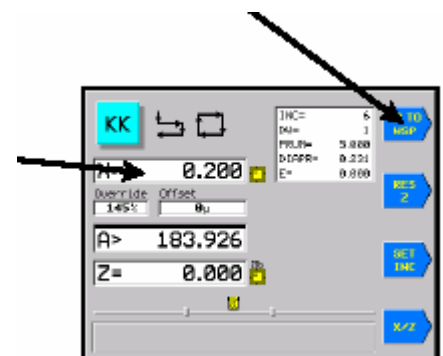 KK
INC= 6
DW= 1
PRUM= 5.000
DIAPR= 0.231
E= 0.000
TO
WSP
0.200
Override Offset
145% 0µ
RES
2
A> 183.926
Z= 0.000
SET
INC
X/Z